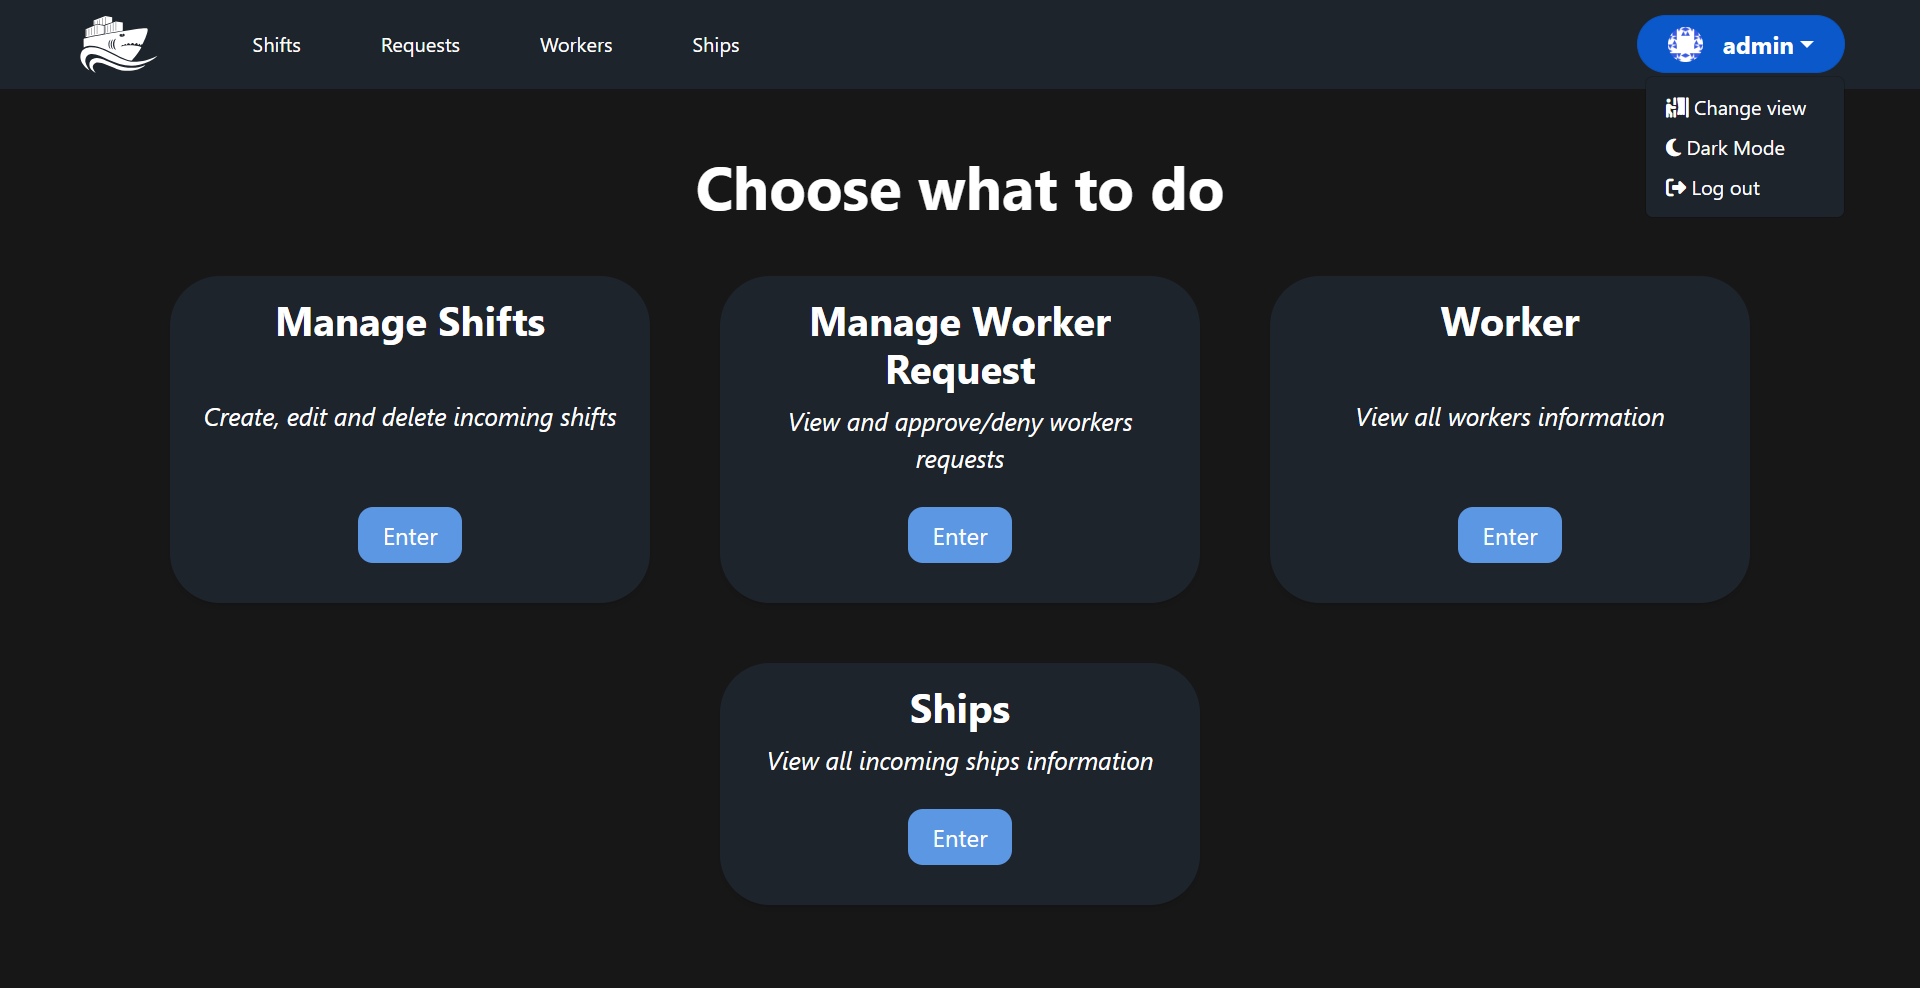 Shifts
Requests
Workers
Ships
admin
Change view
Dark Mode
Log out
Choose what to do
Manage Shifts
Create, edit and delete incoming shifts
Enter
Manage Worker
Request
View and approve/deny workers
requests
Enter
Worker
View all workers information
Enter
Ships
View all incoming ships information
Enter